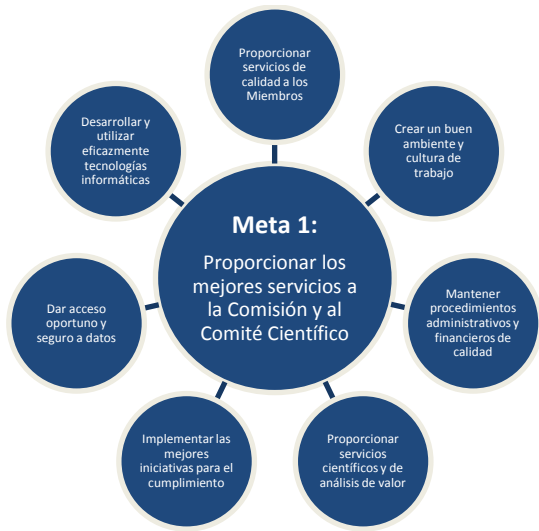 Proporcionar
servicios de
calidad a los
Miembros
Desarrollar y
utilizar
eficazmente
tecnologías
informáticas
Crear un buen
ambiente y
cultura de
trabajo
Meta 1:
Proporcionar los
mejores servicios a
la Comisión y al
Comité Científico
Dar acceso
oportuno y
seguro a datos
Mantener
procedimientos
administrativos y
financieros de
calidad
Implementar las
mejores
iniciativas para el
cumplimiento
Proporcionar
servicios
científicos y de
análisis de valor